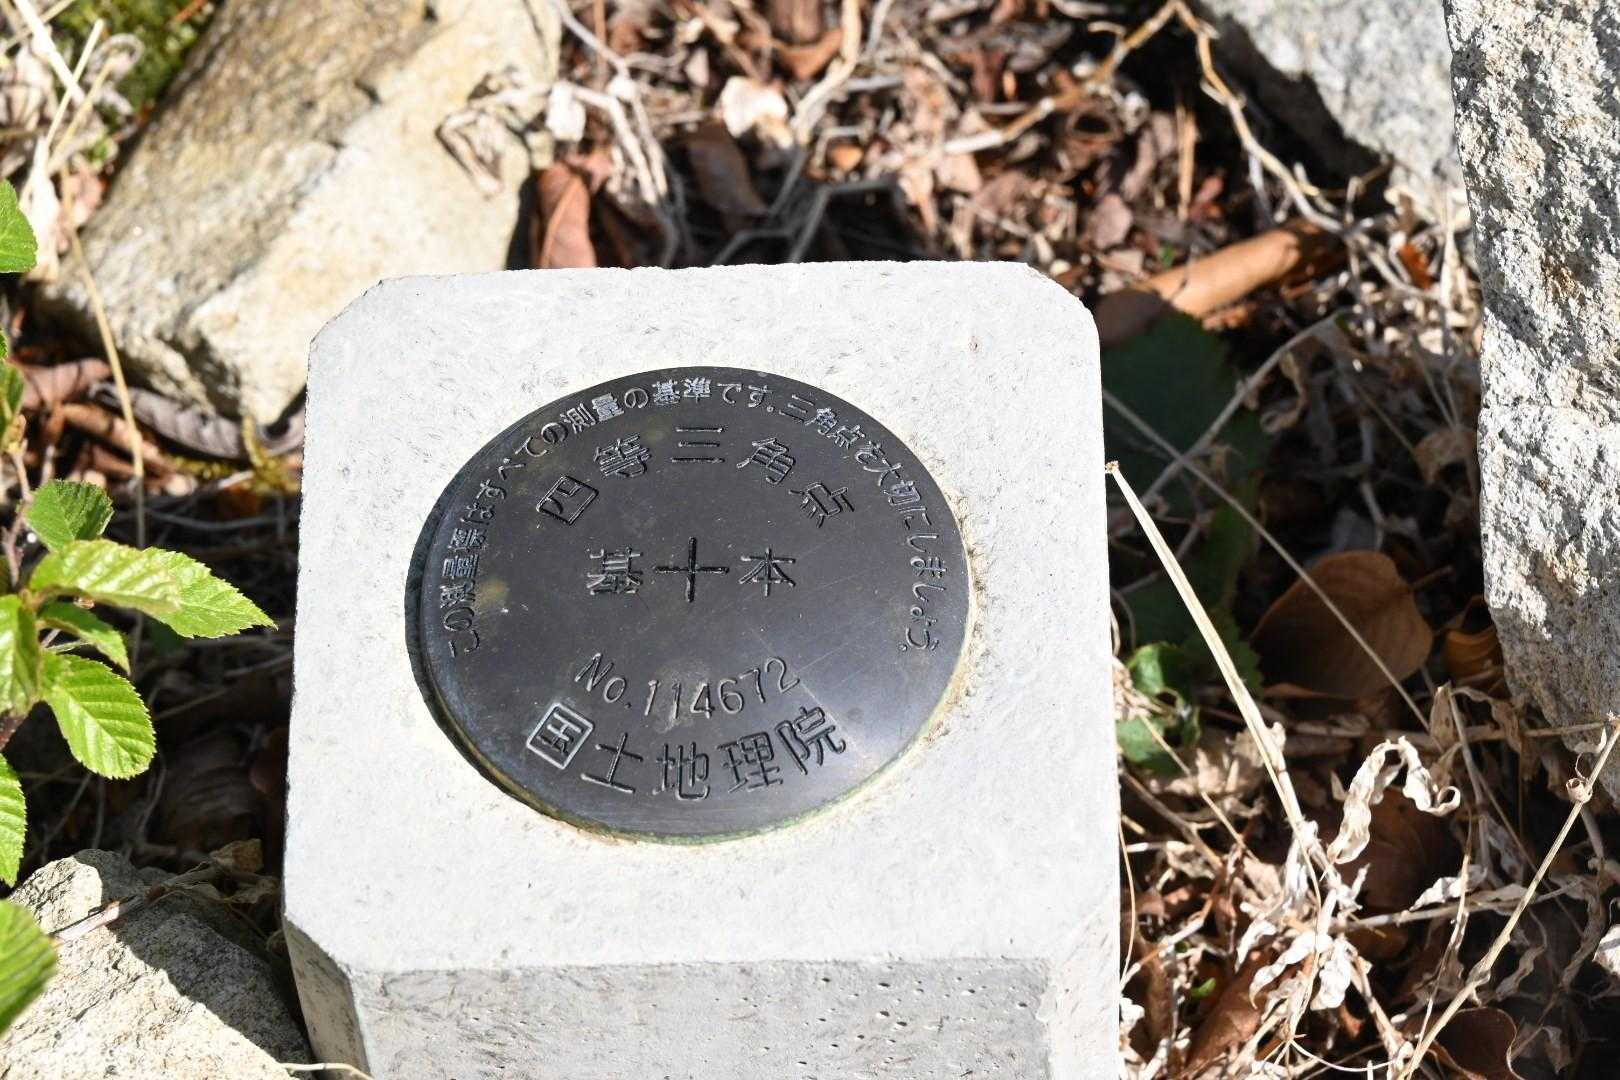 この測量標はすべての測量の基準です。三角点を大切にしましょう。
四等三角点
基十本
No.114672
国土地理院